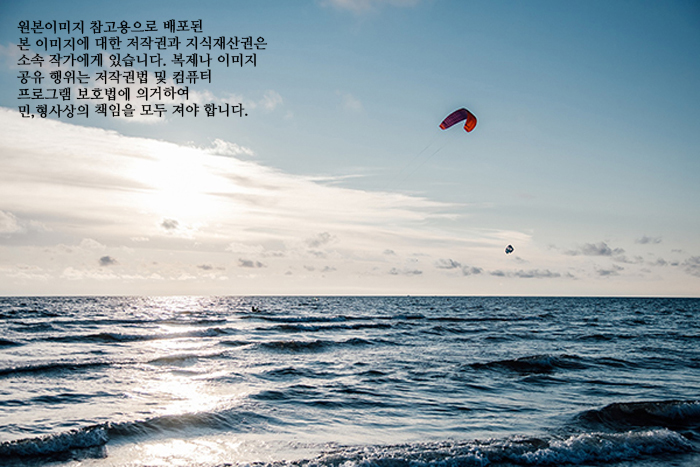 원본이미지 참고용으로 배포된
본 이미지에 대한 저작권과 지식재산권은
소속 작가에게 있습니다. 복제나 이미지
공유 행위는 저작권법 및 컴퓨터
프로그램 보호법에 의거하여
민,형사상의 책임을 모두 져야 합니다.